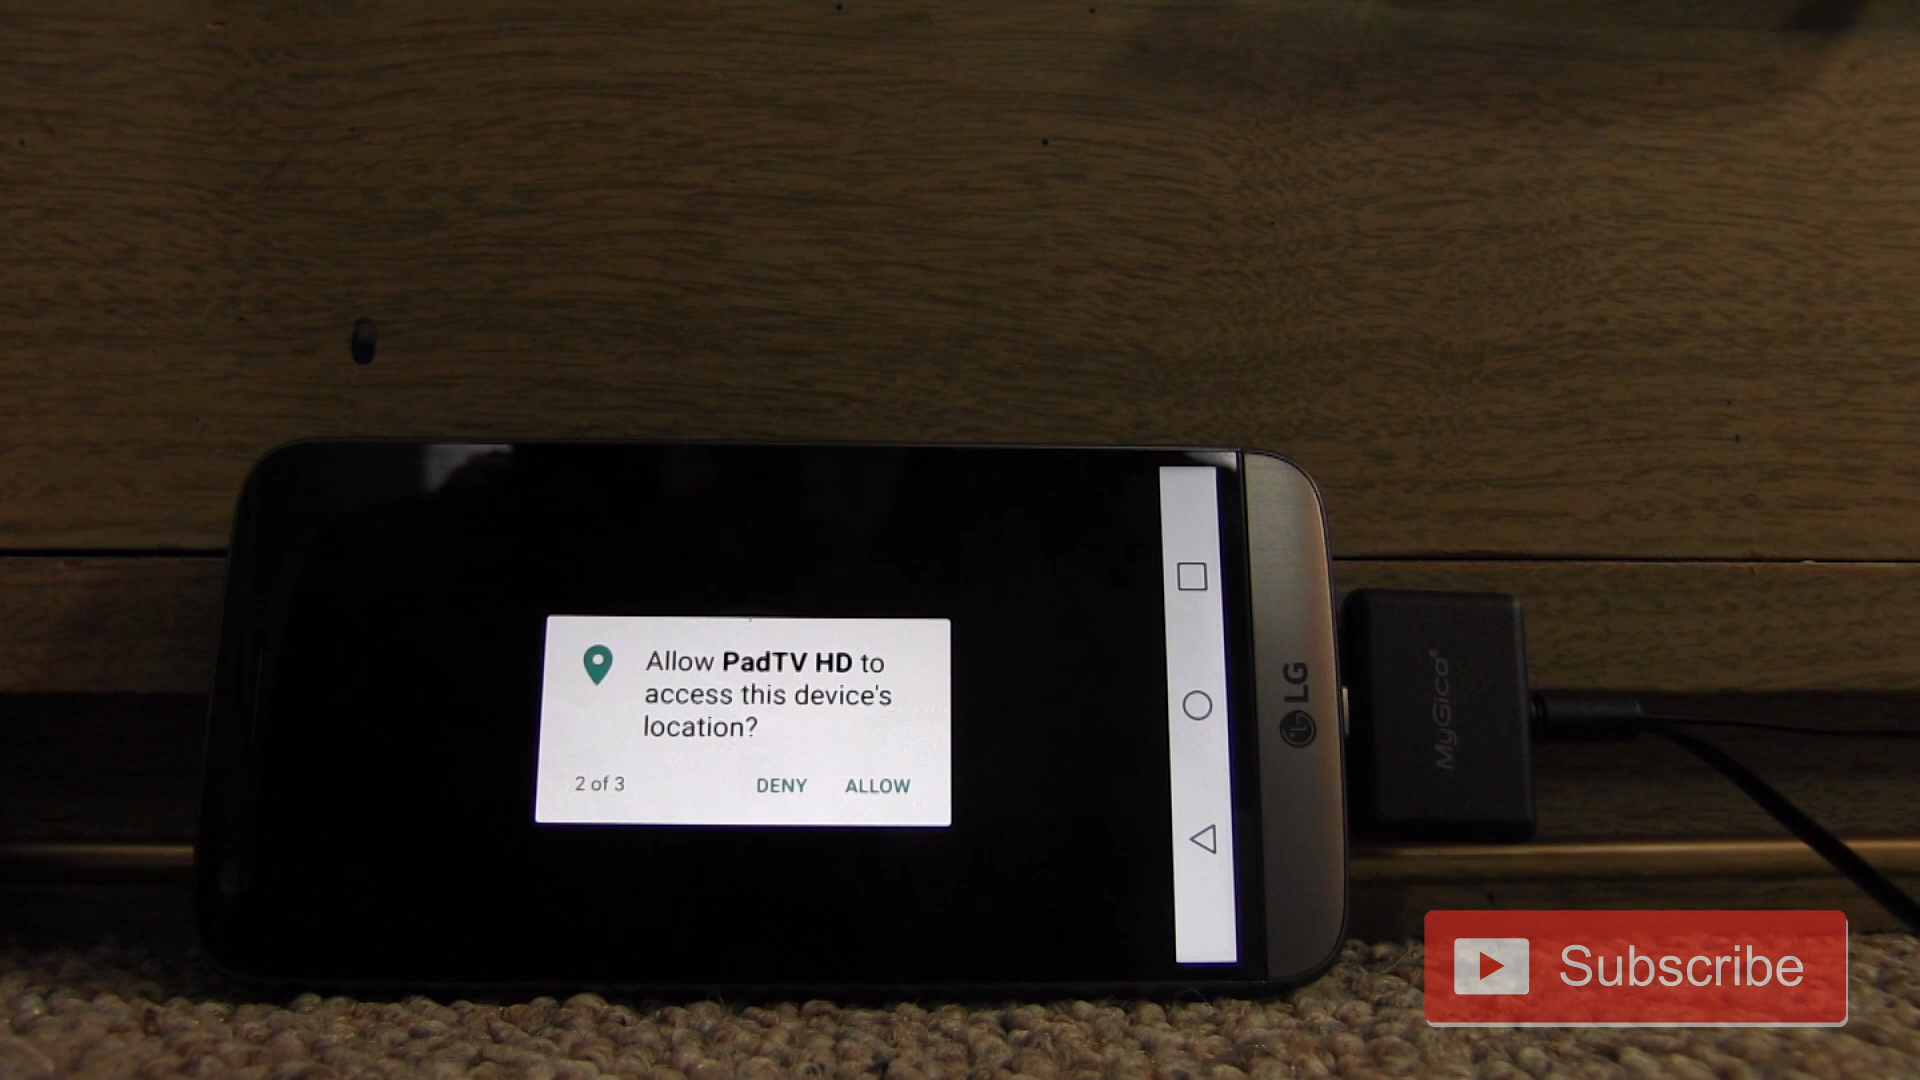 Allow PadTV HD to
access this device's
location?
2 of 3
DENY
ALLOW
LG
MyGica®
Subscribe